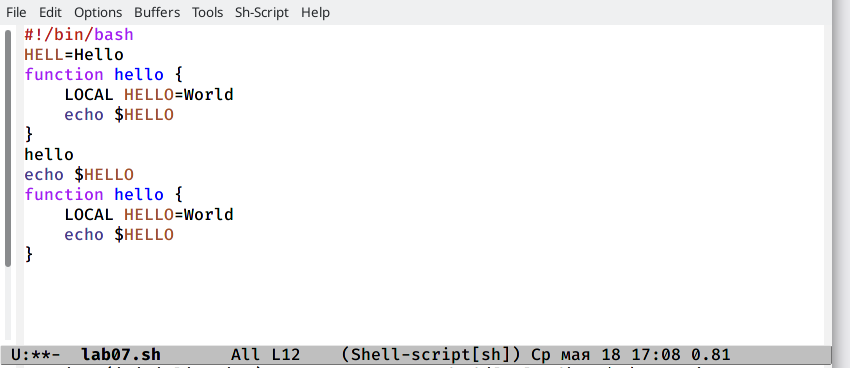 File Edit Options Buffers Tools Sh-Script Help
#!/bin/bash
HELL=Hello
function hello {
    LOCAL HELLO=World
    echo $HELLO
}
hello
echo $HELLO
function hello {
    LOCAL HELLO=World
    echo $HELLO
}
U:**-  lab07.sh       All L12    (Shell-script[sh]) Ср мая 18 17:08 0.81